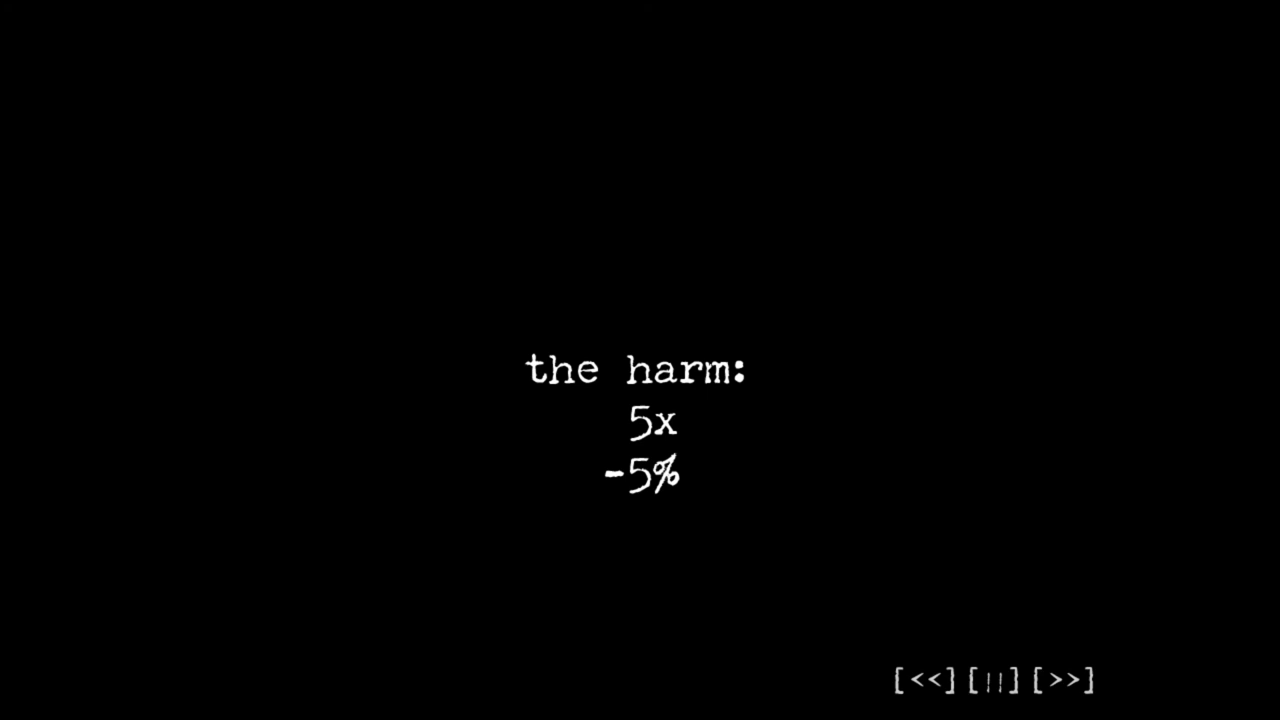 the harm:
5x
-5%
[<<] [||] [>>]